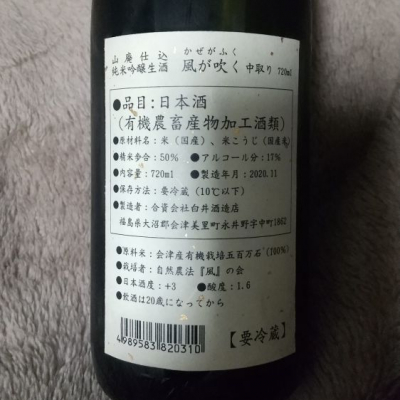 山廃仕込
純米吟醸生酒
かぜがふく
風が吹く 中取り 720ml
●品目:日本酒
(有機農畜産物加工酒類)
●原材料名:米(国産)、米こうじ(国産米)
●精米歩合:50% ●アルコール分:17%
●内容量:720ml ●製造年月:2020.11
●保存方法:要冷蔵(10℃以下)
●製造者:合資会社白井酒造店
福島県大沼郡会津美里町永井野字中町1862
●原料米:会津産有機栽培五百万石(100%)
●栽培者:自然農法『風』の会
●日本酒度:+3 ●酸度:1.6
●飲酒は20歳になってから
4989583820310
【要冷蔵】